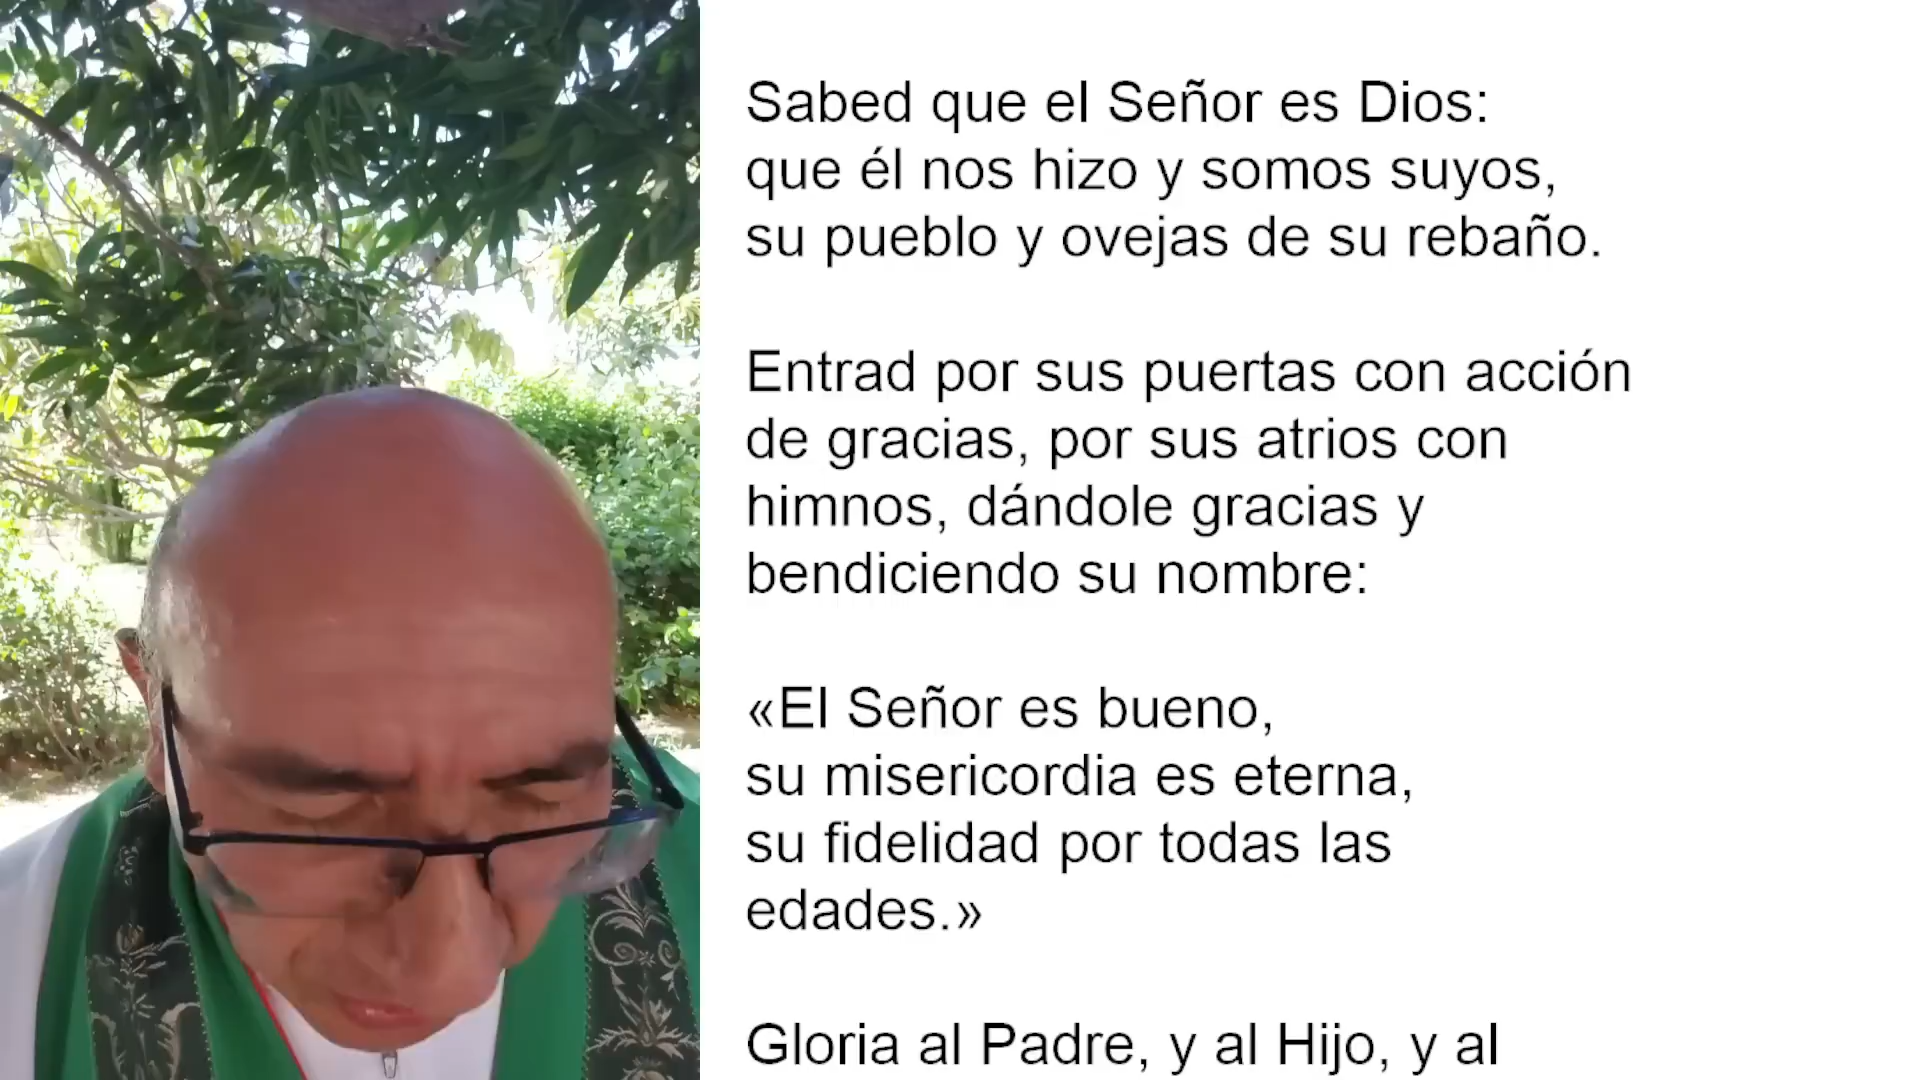 Sabed que el Señor es Dios:
que él nos hizo y somos suyos,
su pueblo y ovejas de su rebaño.
Entrad por sus puertas con acción
de gracias, por sus atrios con
himnos, dándole gracias y
bendiciendo su nombre:
«El Señor es bueno,
su misericordia es eterna,
su fidelidad por todas las
edades.»
Gloria al Padre, y al Hijo, y al